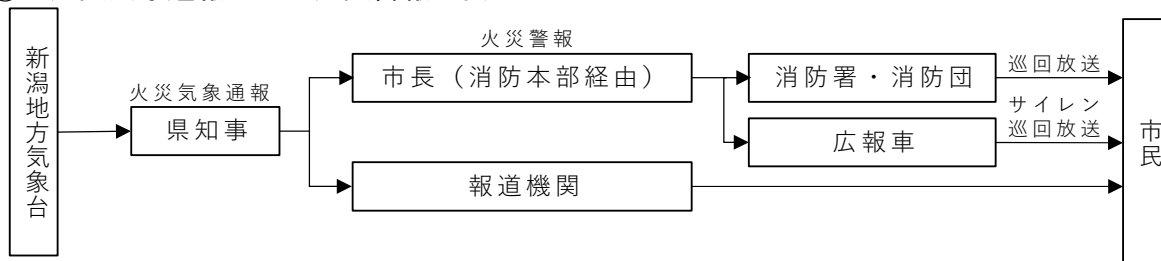 新潟地方気象台
火災気象通報
県知事
火災警報
市長（消防本部経由）
報道機関
消防署・消防団
広報車
巡回放送
サイレン
巡回放送
市民